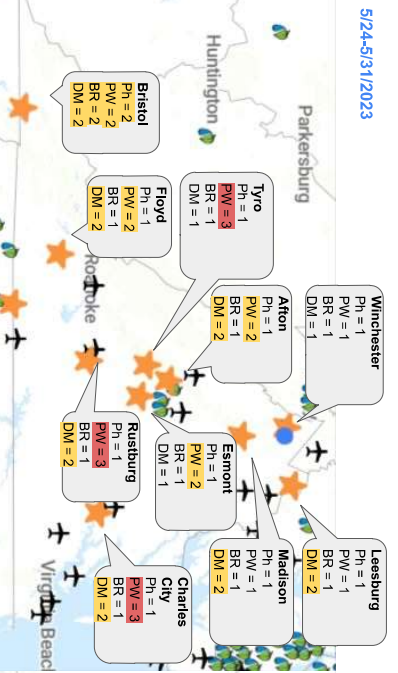 5/24-5/31/2023
Winchester
Ph = 1
PW = 1
BR = 1
DM = 1
Leesburg
Ph = 1
PW = 1
BR = 1
DM = 2
Parkersburg
Afton
Ph = 1
PW = 2
BR = 1
DM = 2
Madison
Ph = 1
PW = 1
BR = 1
DM = 2
Tyro
Ph = 1
PW = 3
BR = 1
DM = 1
Esmont
Ph = 1
PW = 2
BR = 1
DM = 1
Huntington
Charles
City
Ph = 1
PW = 3
BR = 1
DM = 2
Floyd
Ph = 1
PW = 2
BR = 1
DM = 2
Bristol
Ph = 2
PW = 2
BR = 2
DM = 2
Rustburg
Ph = 1
PW = 3
BR = 1
DM = 2
Roanoke
Virginia Beach